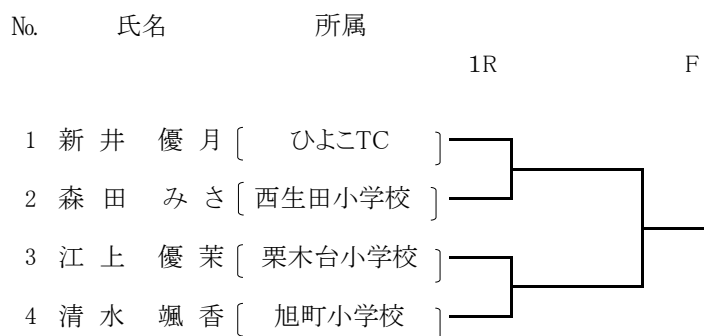 No. 氏名 所属
1R F
1 新井 優月 [ ひよこTC ]
2 森田 みさ [ 西生田小学校 ]
3 江上 優茉 [ 栗木台小学校 ]
4 清水 颯香 [ 旭町小学校 ]